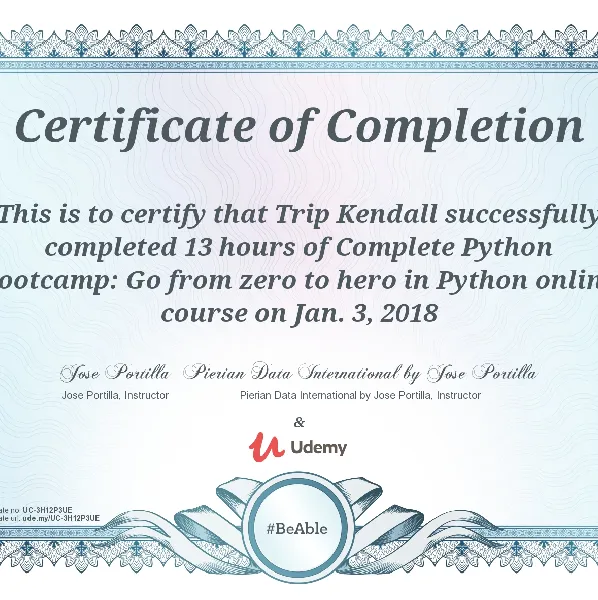 Certificate of Completion
This is to certify that Trip Kendall successfully
completed 13 hours of Complete Python
ootcamp: Go from zero to hero in Python onlin
course on Jan. 3, 2018
Jose Portilla Pierian Data International by Jose Portilla
Jose Portilla, Instructor Pierian Data International by Jose Portilla, Instructor
&
Udemy
ate no. UC-3H12P3UE
ate url. ude.my/UC-3H12P3UE
#BeAble